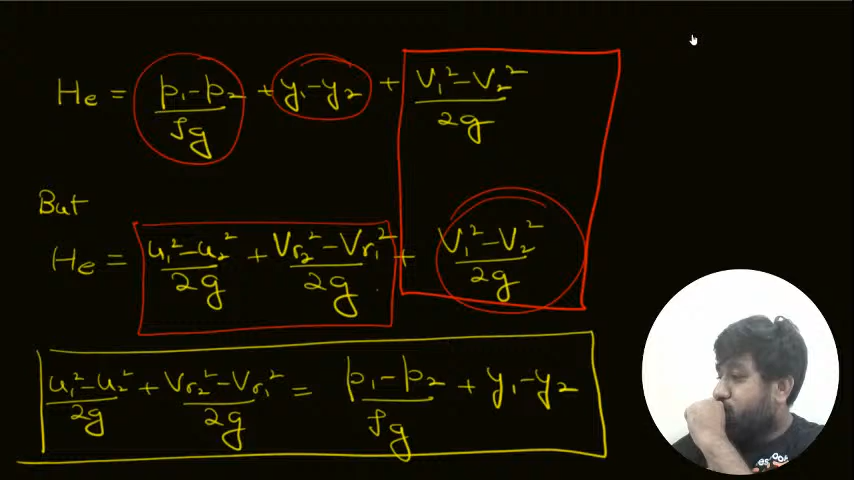 He = (p₁-p₂)/ρg + y₁-y₂ + (V₁²-V₂²)/2g
But
He = (u₁²-u₂²)/2g + (Vr₂²-Vr₁²)/2g + (V₁²-V₂²)/2g
(u₁²-u₂²)/2g + (Vr₂²-Vr₁²)/2g = (p₁-p₂)/ρg + y₁-y₂